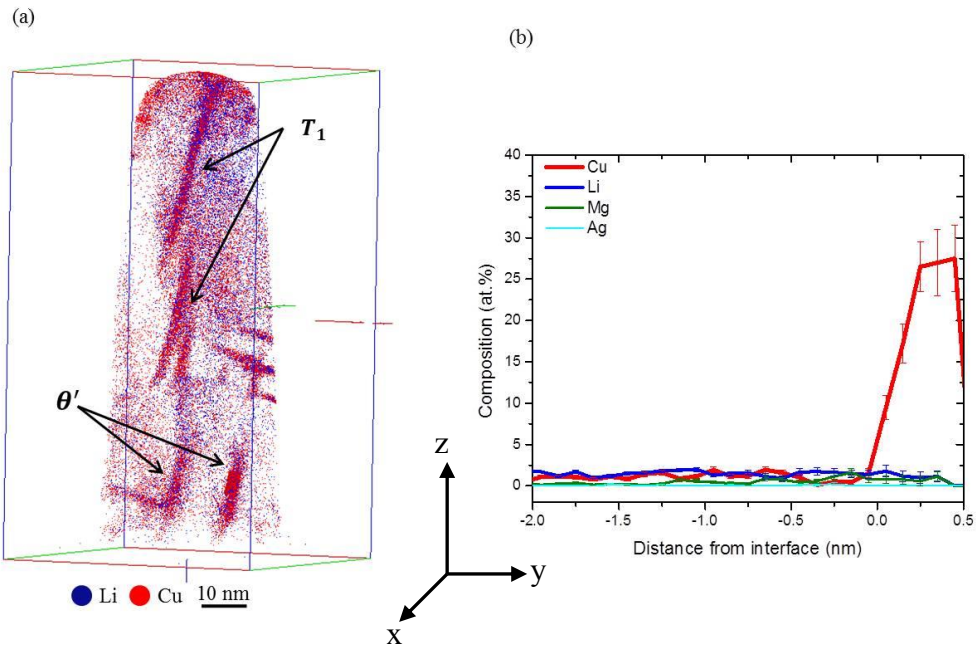 (a)
T₁
θ′
Li Cu 10 nm
z
y
x
(b)
Composition (at.%)
40
35
30
25
20
15
10
5
0
Cu
Li
Mg
Ag
-2.0 -1.5 -1.0 -0.5 0.0 0.5
Distance from interface (nm)